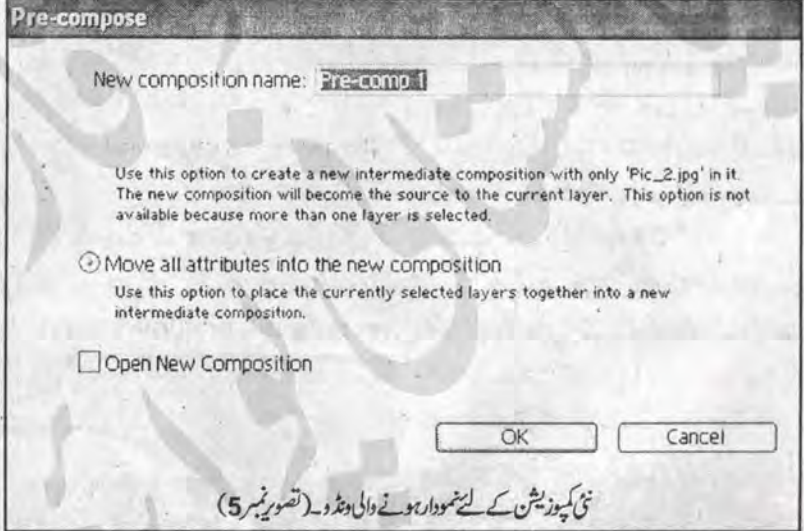 Pre-compose
New composition name: Pre-comp 1
Use this option to create a new intermediate composition with only 'Pic_2.jpg' in it.
The new composition will become the source to the current layer. This option is not
available because more than one layer is selected.
Move all attributes into the new composition
Use this option to place the currently selected layers together into a new
intermediate composition.
Open New Composition
OK Cancel
نئی کمپوزیشن کے لئے نمودار ہونے والی ونڈو۔ (تصویر نمبر 5)